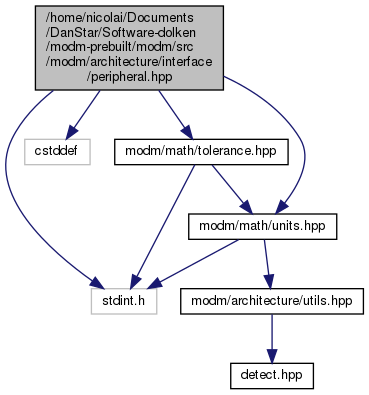 /home/nicolai/Documents
/DanStar/Software-dolken
/modm-prebuilt/modm/src
/modm/architecture/interface
/peripheral.hpp
cstddef
modm/math/tolerance.hpp
modm/math/units.hpp
stdint.h
modm/architecture/utils.hpp
detect.hpp